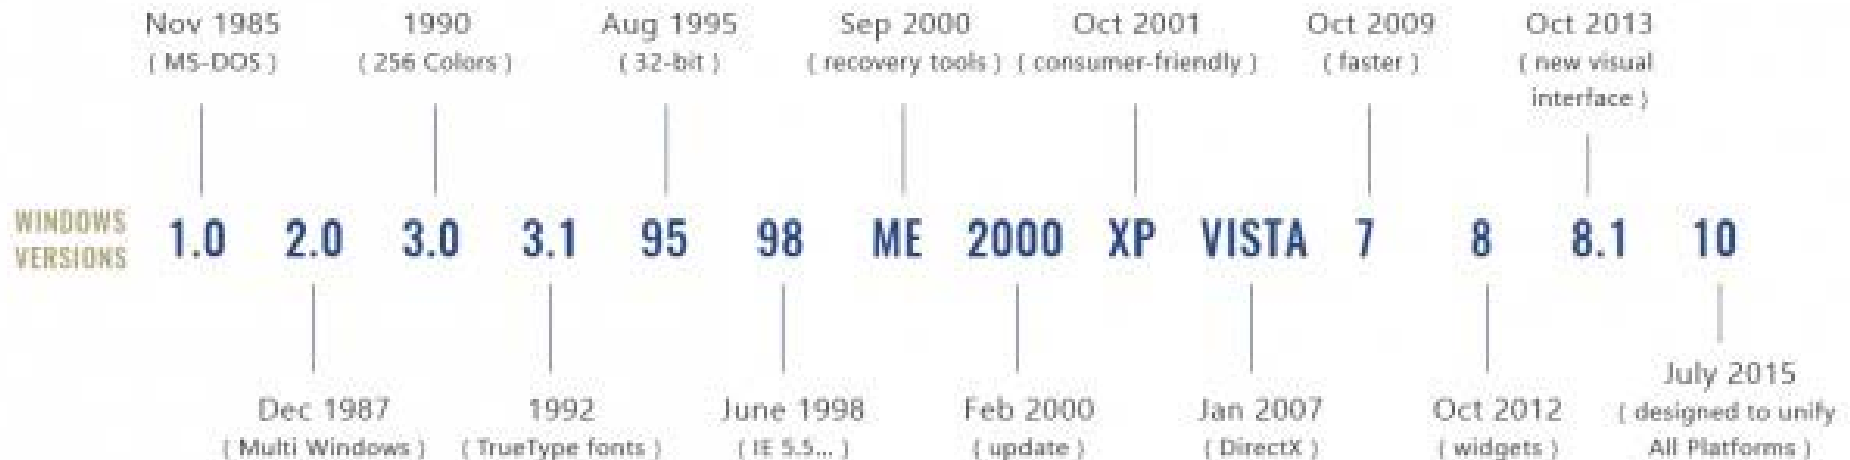 Nov 1985 1990 Aug 1995 Sep 2000 Oct 2001 Oct 2009 Oct 2013
( MS-DOS ) ( 256 Colors ) ( 32-bit ) ( recovery tools ) ( consumer-friendly ) ( faster ) ( new visual
interface )
WINDOWS
VERSIONS
1.0 2.0 3.0 3.1 95 98 ME 2000 XP VISTA 7 8 8.1 10
July 2015
Dec 1987 1992 June 1998 Feb 2000 Jan 2007 Oct 2012 ( designed to unify
( Multi Windows ) ( TrueType fonts ) ( IE 5.5... ) ( update ) ( DirectX ) ( widgets ) All Platforms )